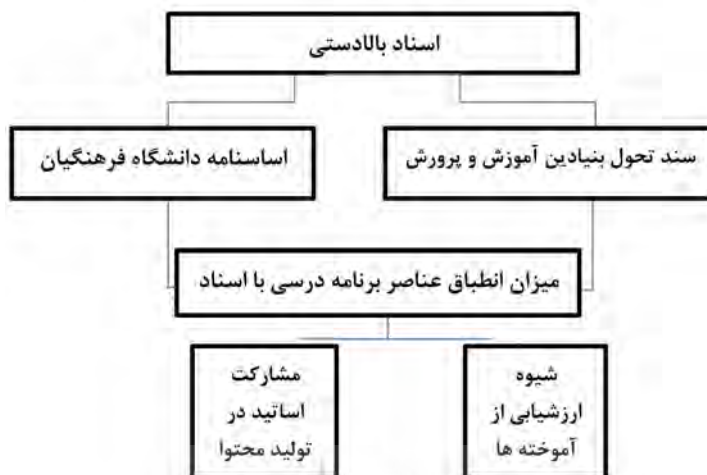 اسناد بالادستی
سند تحول بنیادین آموزش و پرورش
اساسنامه دانشگاه فرهنگیان
میزان انطباق عناصر برنامه درسی با اسناد
شیوه
ارزشیابی از
آموخته ها
مشارکت
اساتید در
تولید محتوا